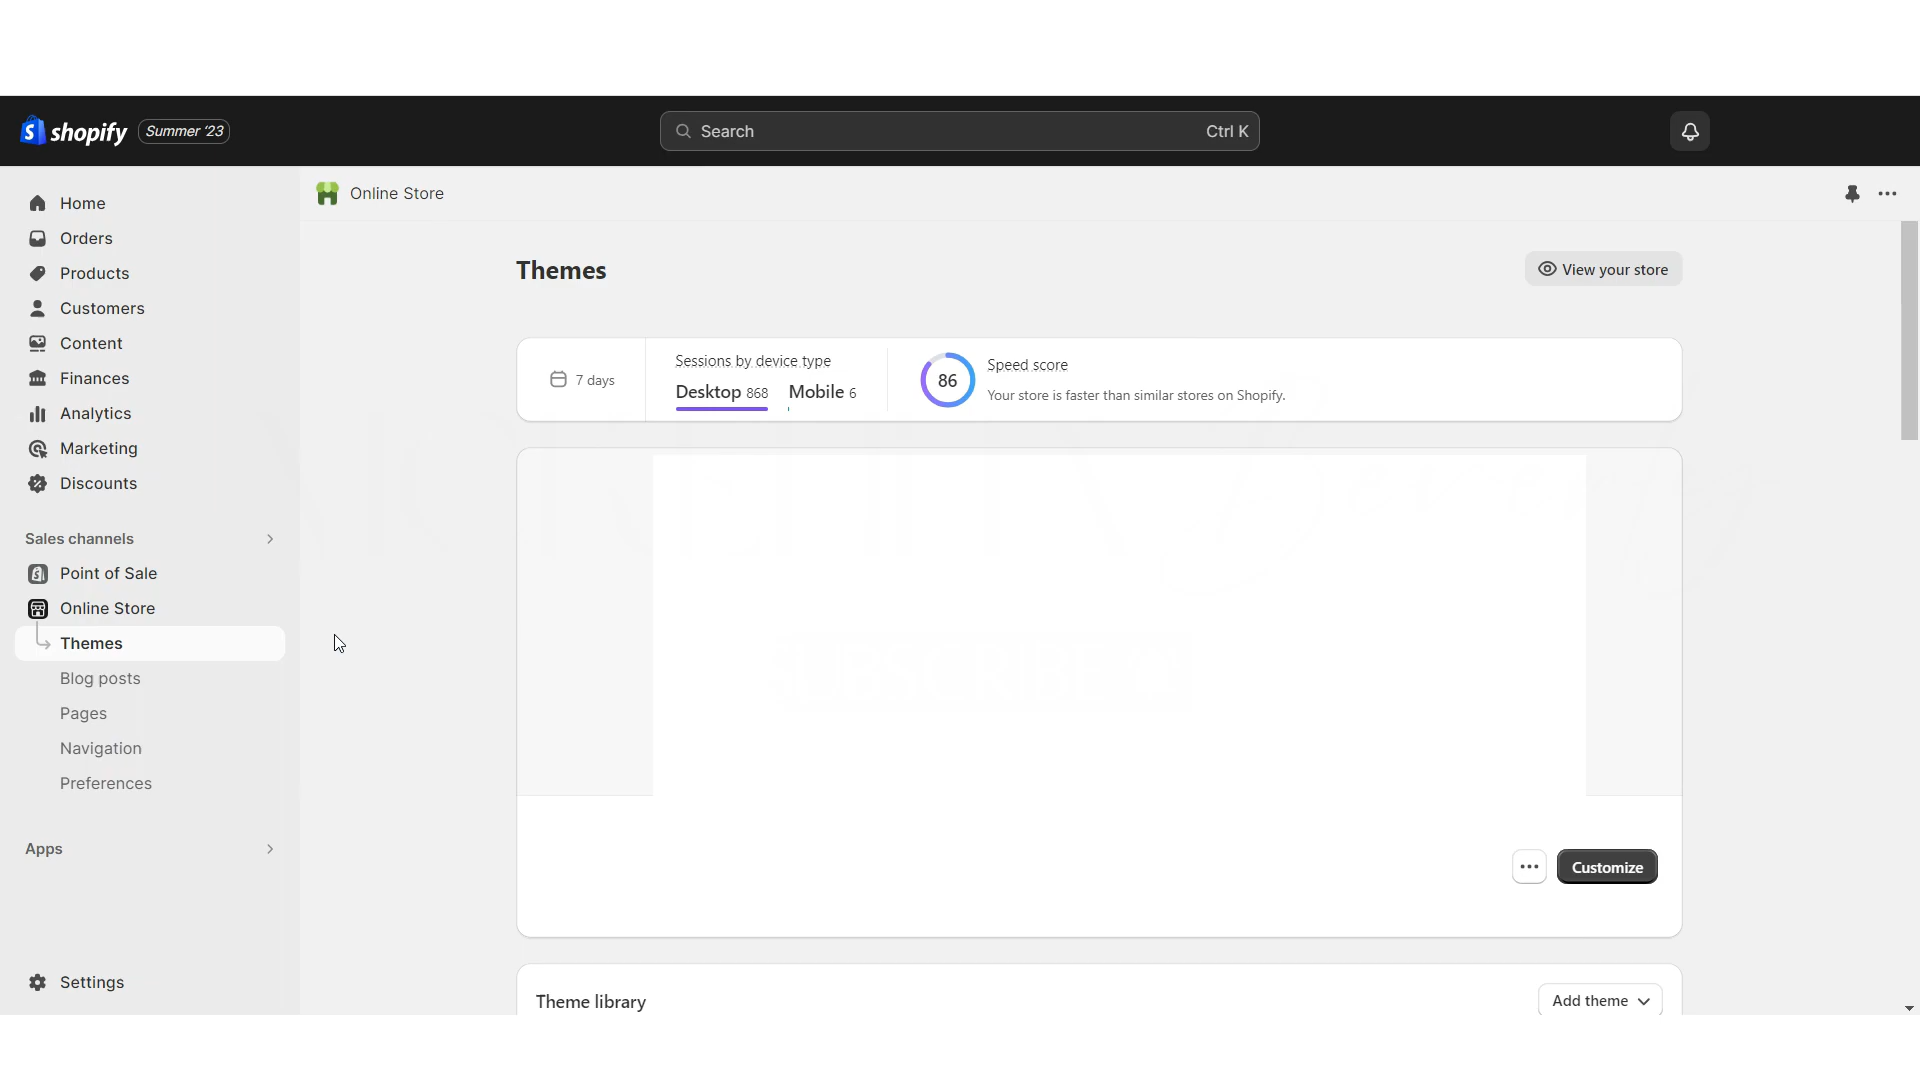 shopify Summer '23
Search Ctrl K
Home
Orders
Products
Customers
Content
Finances
Analytics
Marketing
Discounts
Sales channels
Point of Sale
Online Store
Themes
Blog posts
Pages
Navigation
Preferences
Apps
Settings
Online Store
Themes
View your store
7 days
Sessions by device type
Desktop 868 Mobile 6
86
Speed score
Your store is faster than similar stores on Shopify.
Customize
Theme library
Add theme